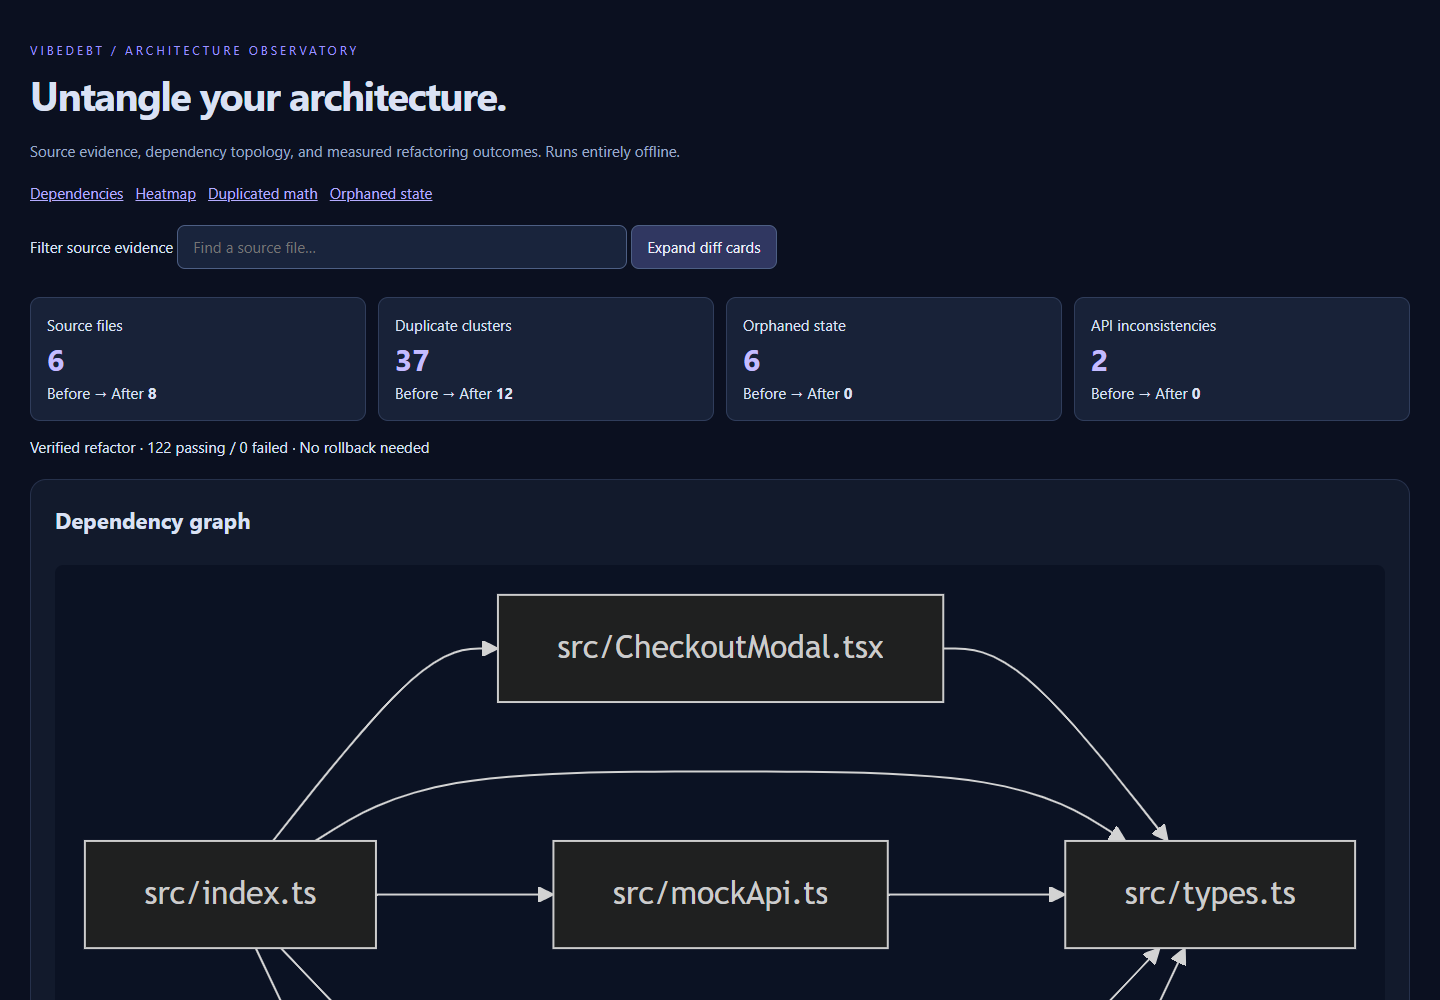 VIBEDEBT / ARCHITECTURE OBSERVATORY
Untangle your architecture.
Source evidence, dependency topology, and measured refactoring outcomes. Runs entirely offline.
Dependencies Heatmap Duplicated math Orphaned state
Filter source evidence Find a source file... Expand diff cards
Source files
6
Before → After 8
Duplicate clusters
37
Before → After 12
Orphaned state
6
Before → After 0
API inconsistencies
2
Before → After 0
Verified refactor · 122 passing / 0 failed · No rollback needed
Dependency graph
src/CheckoutModal.tsx
src/index.ts
src/mockApi.ts
src/types.ts